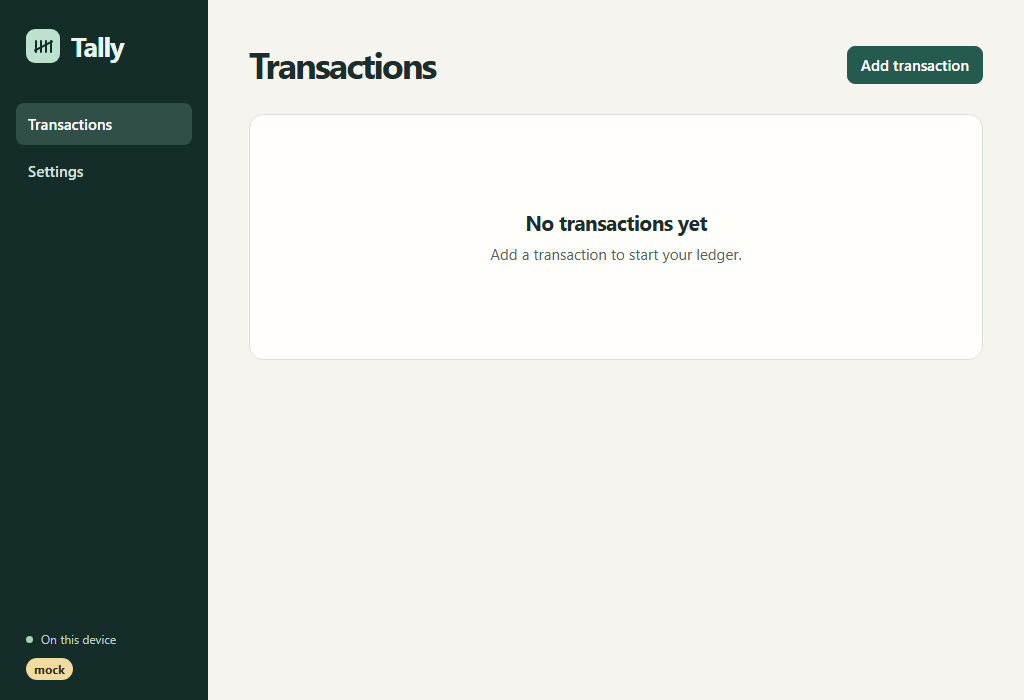 Tally
Transactions
Settings
On this device
mock
Transactions
Add transaction
No transactions yet
Add a transaction to start your ledger.